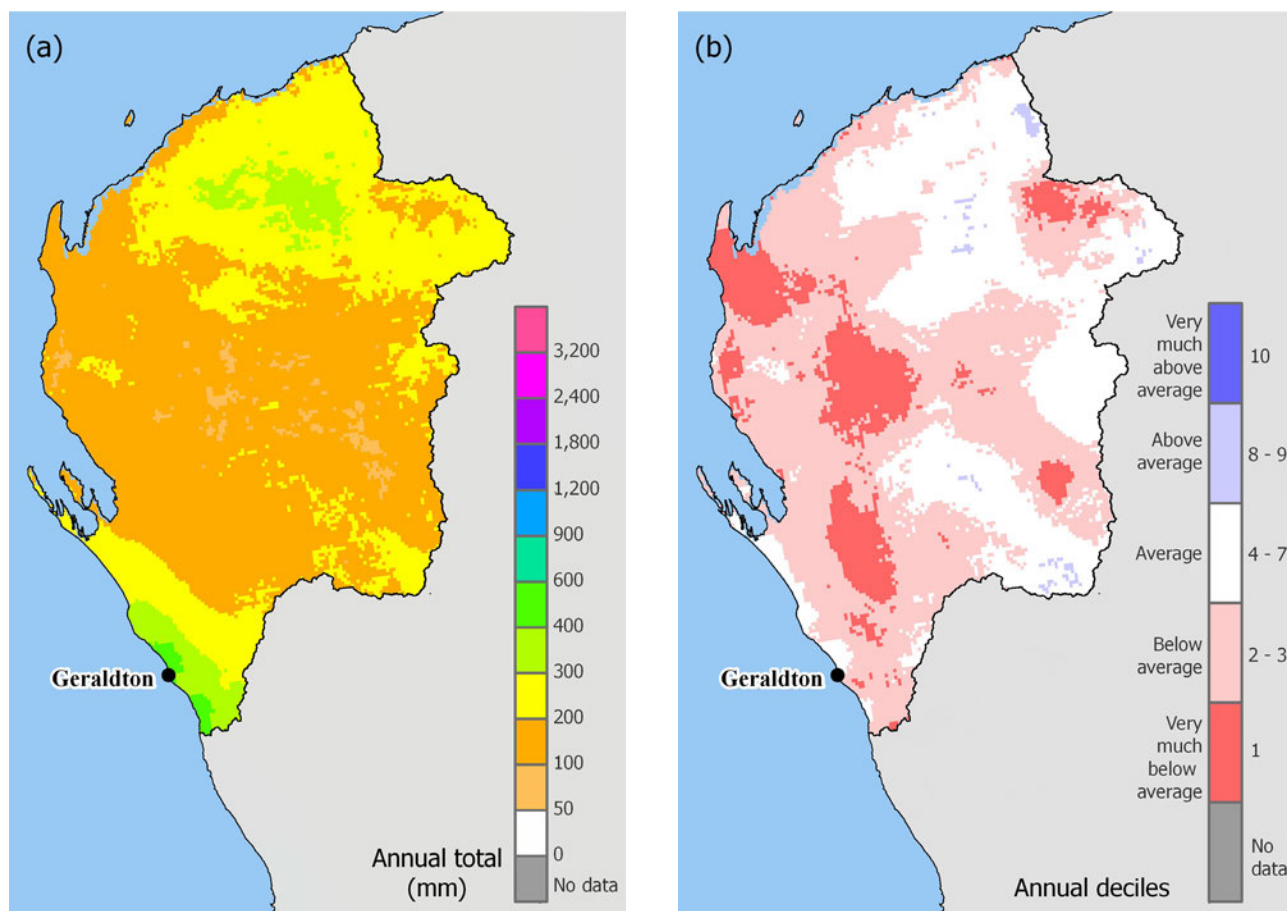 (a)
Geraldton
3,200
2,400
1,800
1,200
900
600
400
300
200
100
50
0
No data
Annual total
(mm)
(b)
Geraldton
Very
much
above
average
10
Above
average
8 - 9
Average
4 - 7
Below
average
2 - 3
Very
much
below
average
1
No
data
Annual deciles